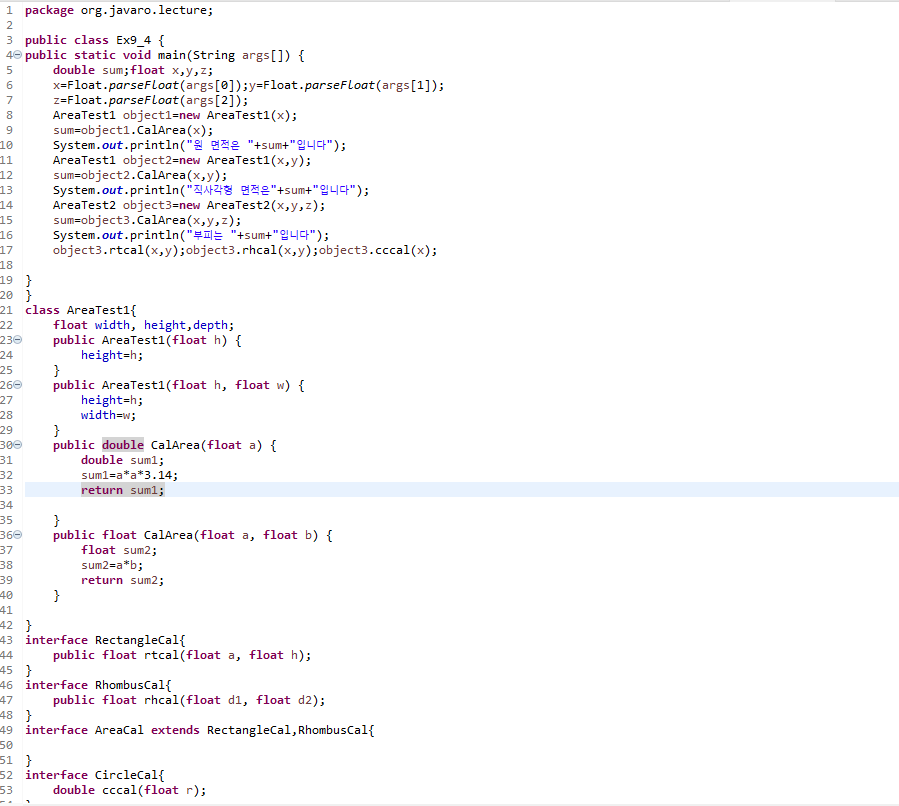 1 package org.javaro.lecture;
2
3 public class Ex9_4 {
4 public static void main(String args[]) {
5 double sum;float x,y,z;
6 x=Float.parseFloat(args[0]);y=Float.parseFloat(args[1]);
7 z=Float.parseFloat(args[2]);
8 AreaTest1 object1=new AreaTest1(x);
9 sum=object1.CalArea(x);
10 System.out.println("원 면적은 "+sum+"입니다");
11 AreaTest1 object2=new AreaTest1(x,y);
12 sum=object2.CalArea(x,y);
13 System.out.println("직사각형 면적은"+sum+"입니다");
14 AreaTest2 object3=new AreaTest2(x,y,z);
15 sum=object3.CalArea(x,y,z);
16 System.out.println("부피는 "+sum+"입니다");
17 object3.rtcal(x,y);object3.rhcal(x,y);object3.cccal(x);
18
19 }
20 }
21 class AreaTest1{
22 float width, height,depth;
23 public AreaTest1(float h) {
24 height=h;
25 }
26 public AreaTest1(float h, float w) {
27 height=h;
28 width=w;
29 }
30 public double CalArea(float a) {
31 double sum1;
32 sum1=a*a*3.14;
33 return sum1;
34
35 }
36 public float CalArea(float a, float b) {
37 float sum2;
38 sum2=a*b;
39 return sum2;
40 }
41
42 }
43 interface RectangleCal{
44 public float rtcal(float a, float h);
45 }
46 interface RhombusCal{
47 public float rhcal(float d1, float d2);
48 }
49 interface AreaCal extends RectangleCal,RhombusCal{
50
51 }
52 interface CircleCal{
53 double cccal(float r);